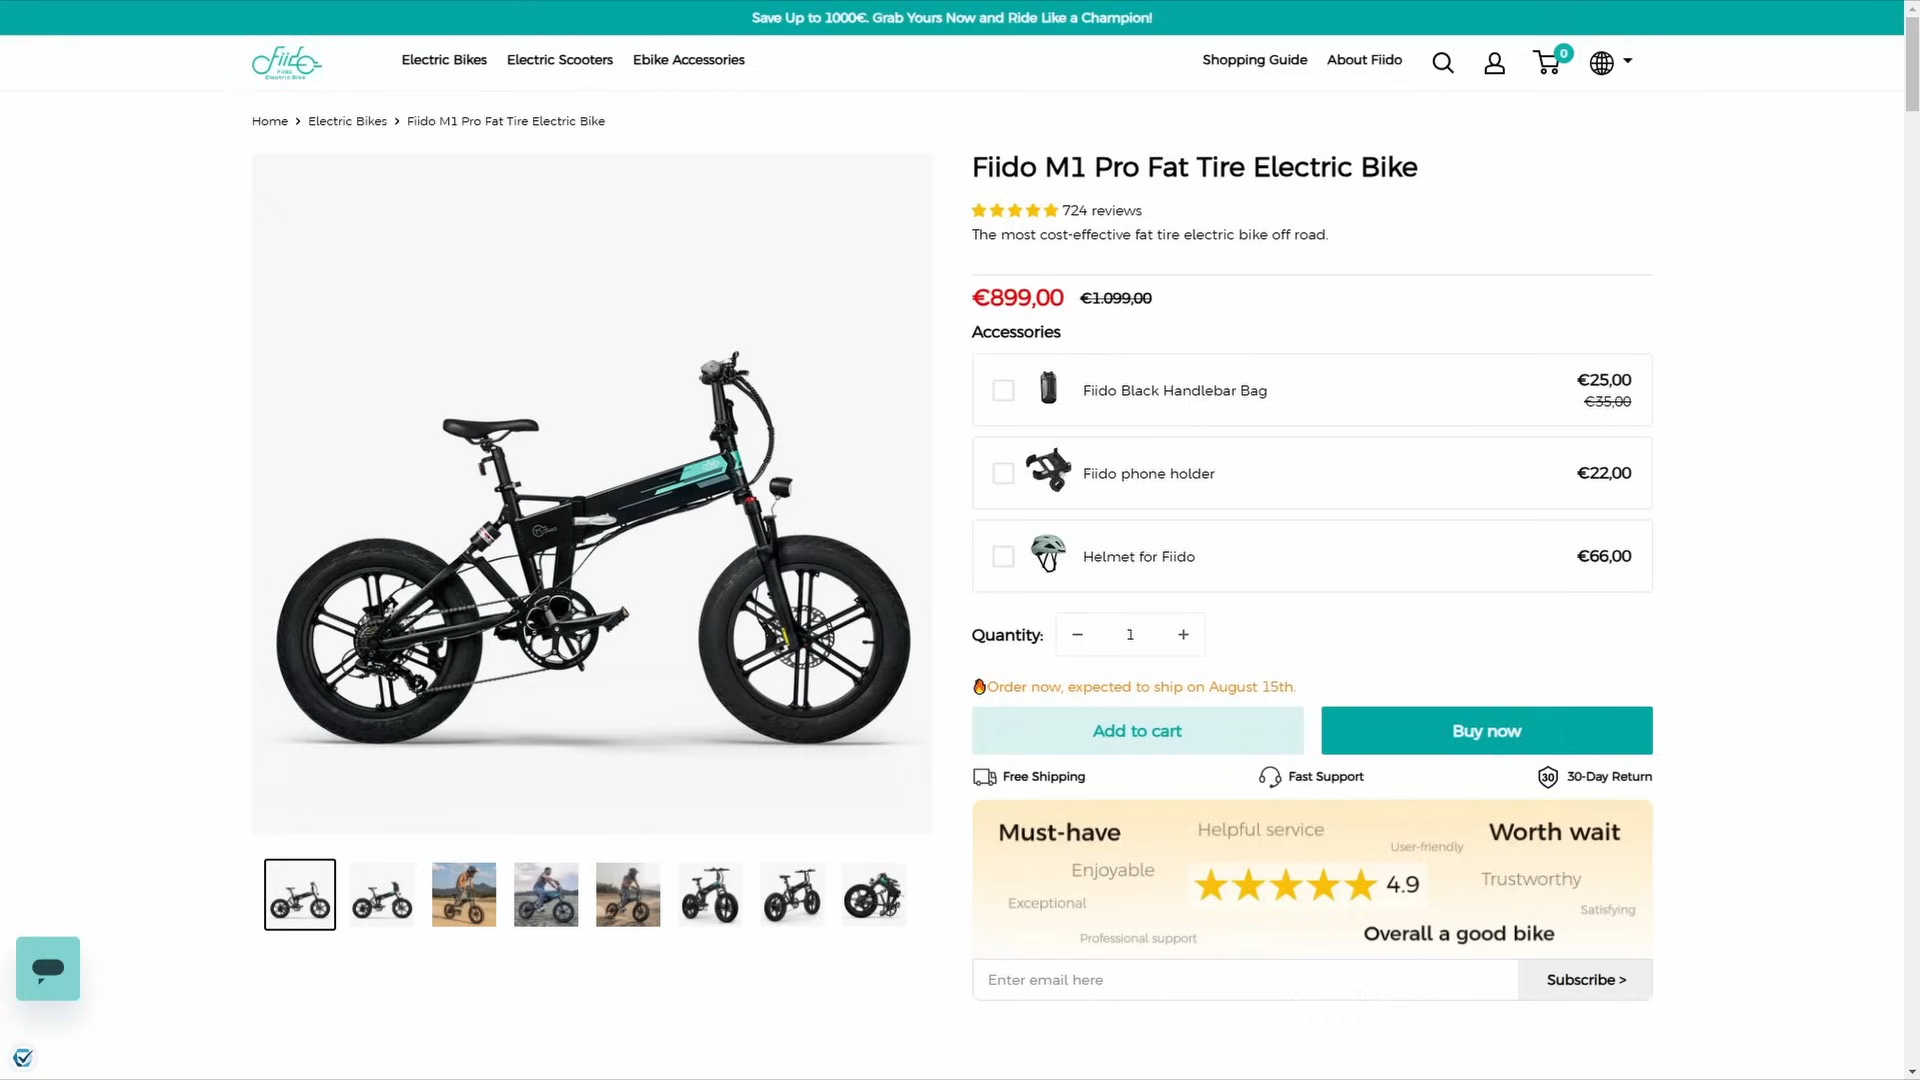 Save Up to 1000€. Grab Yours Now and Ride Like a Champion!
Fiido
Fiido
Electric Bike
Electric Bikes
Electric Scooters
Ebike Accessories
Shopping Guide
About Fiido
0
Home > Electric Bikes > Fiido M1 Pro Fat Tire Electric Bike
Fiido M1 Pro Fat Tire Electric Bike
724 reviews
The most cost-effective fat tire electric bike off road.
€899,00 €1.099,00
Accessories
Fiido Black Handlebar Bag
€25,00
€35,00
Fiido phone holder
€22,00
Helmet for Fiido
€66,00
Quantity: − 1 +
Order now, expected to ship on August 15th.
Add to cart
Buy now
Free Shipping
Fast Support
30
30-Day Return
Must-have
Helpful service
Worth wait
User-friendly
Enjoyable
4.9
Trustworthy
Exceptional
Satisfying
Professional support
Overall a good bike
Enter email here
Subscribe >